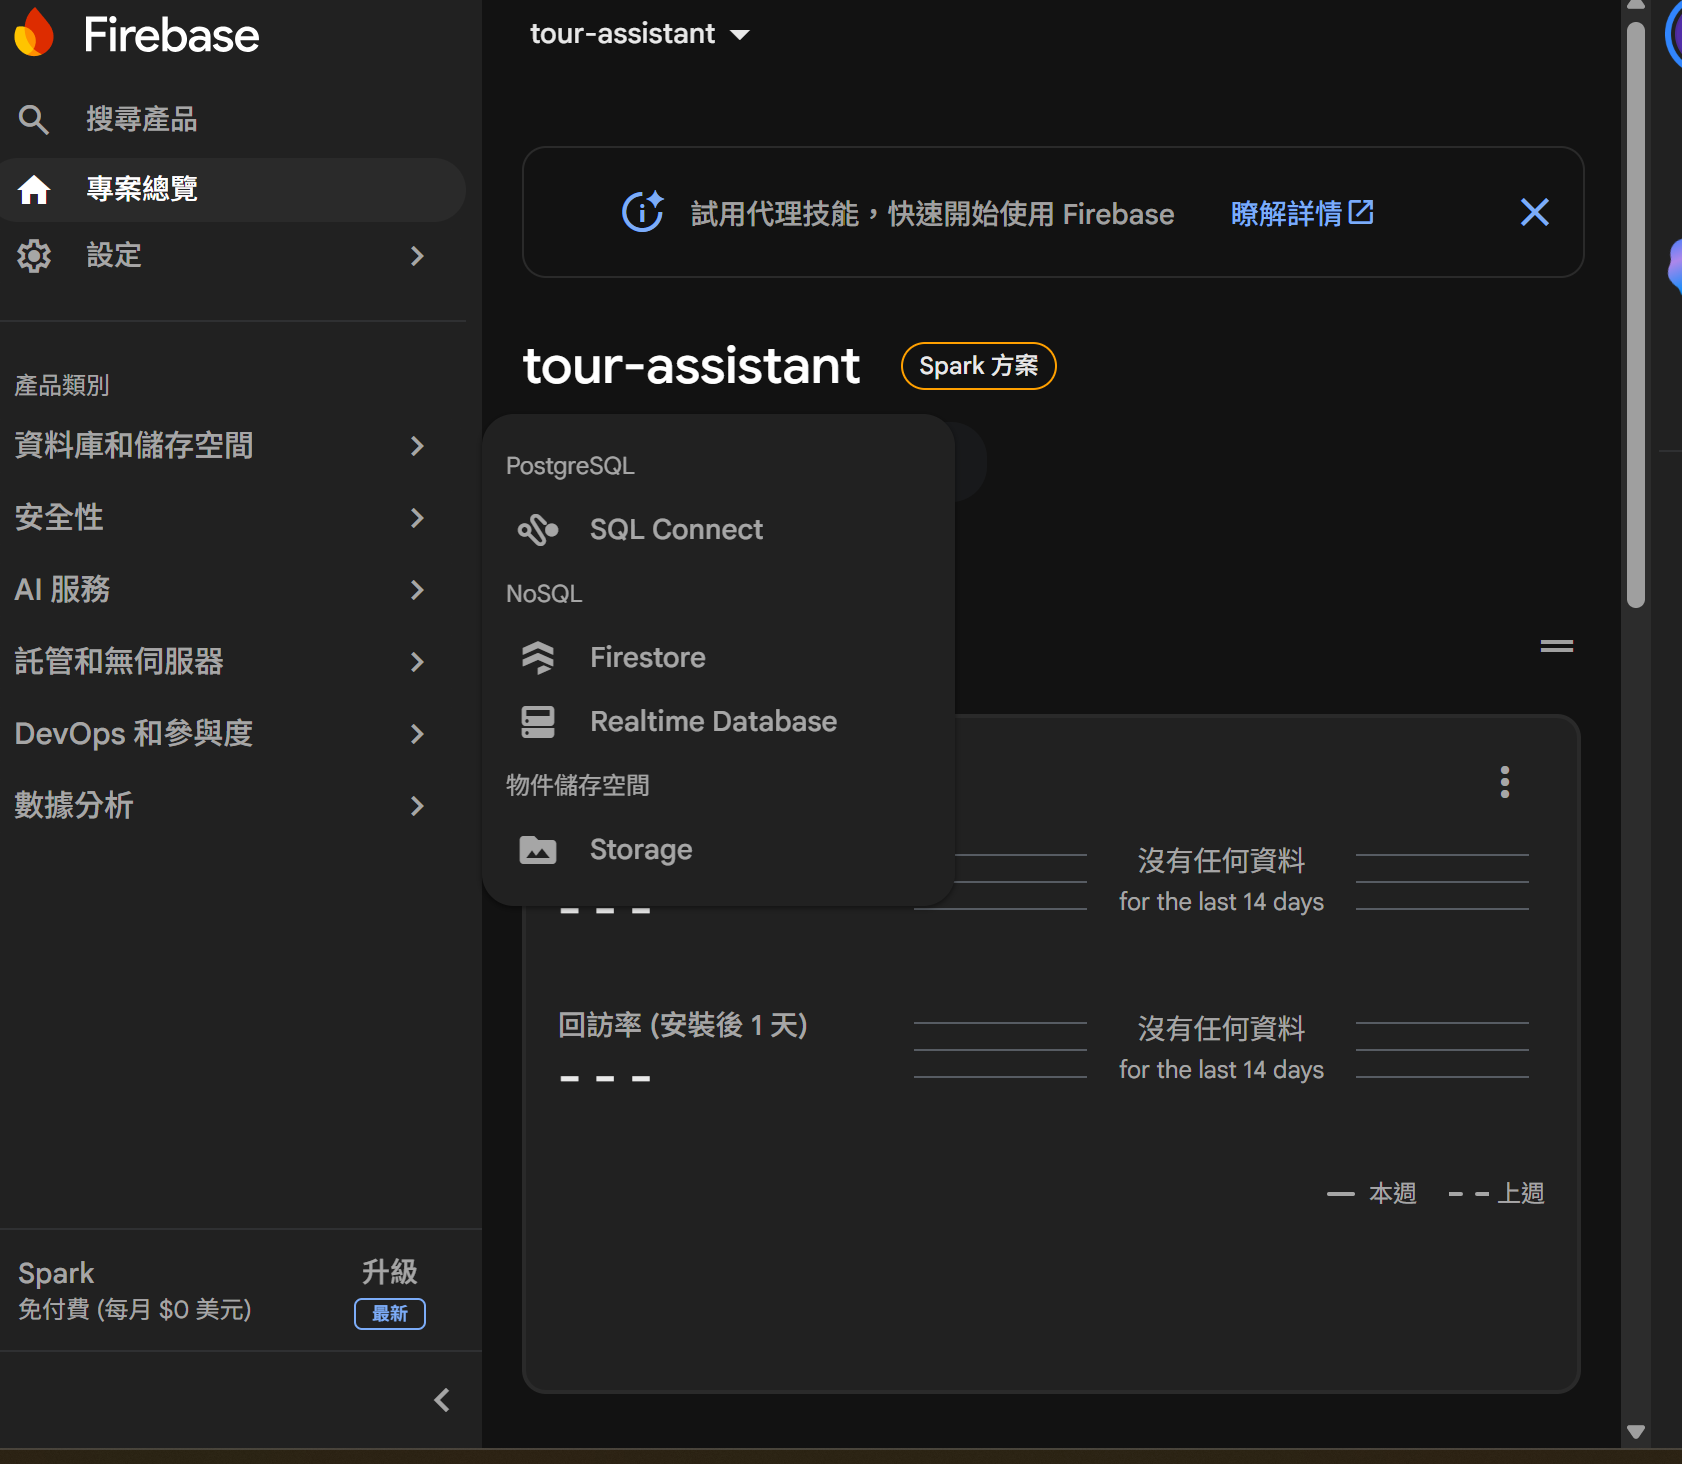 Firebase
搜尋產品
專案總覽
設定
產品類別
資料庫和儲存空間
安全性
AI 服務
託管和無伺服器
DevOps 和參與度
數據分析
Spark
免付費 (每月 $0 美元)
升級
最新
tour-assistant
試用代理技能，快速開始使用 Firebase
瞭解詳情
tour-assistant
Spark 方案
PostgreSQL
SQL Connect
NoSQL
Firestore
Realtime Database
物件儲存空間
Storage
沒有任何資料
for the last 14 days
回訪率 (安裝後 1 天)
沒有任何資料
for the last 14 days
本週
上週